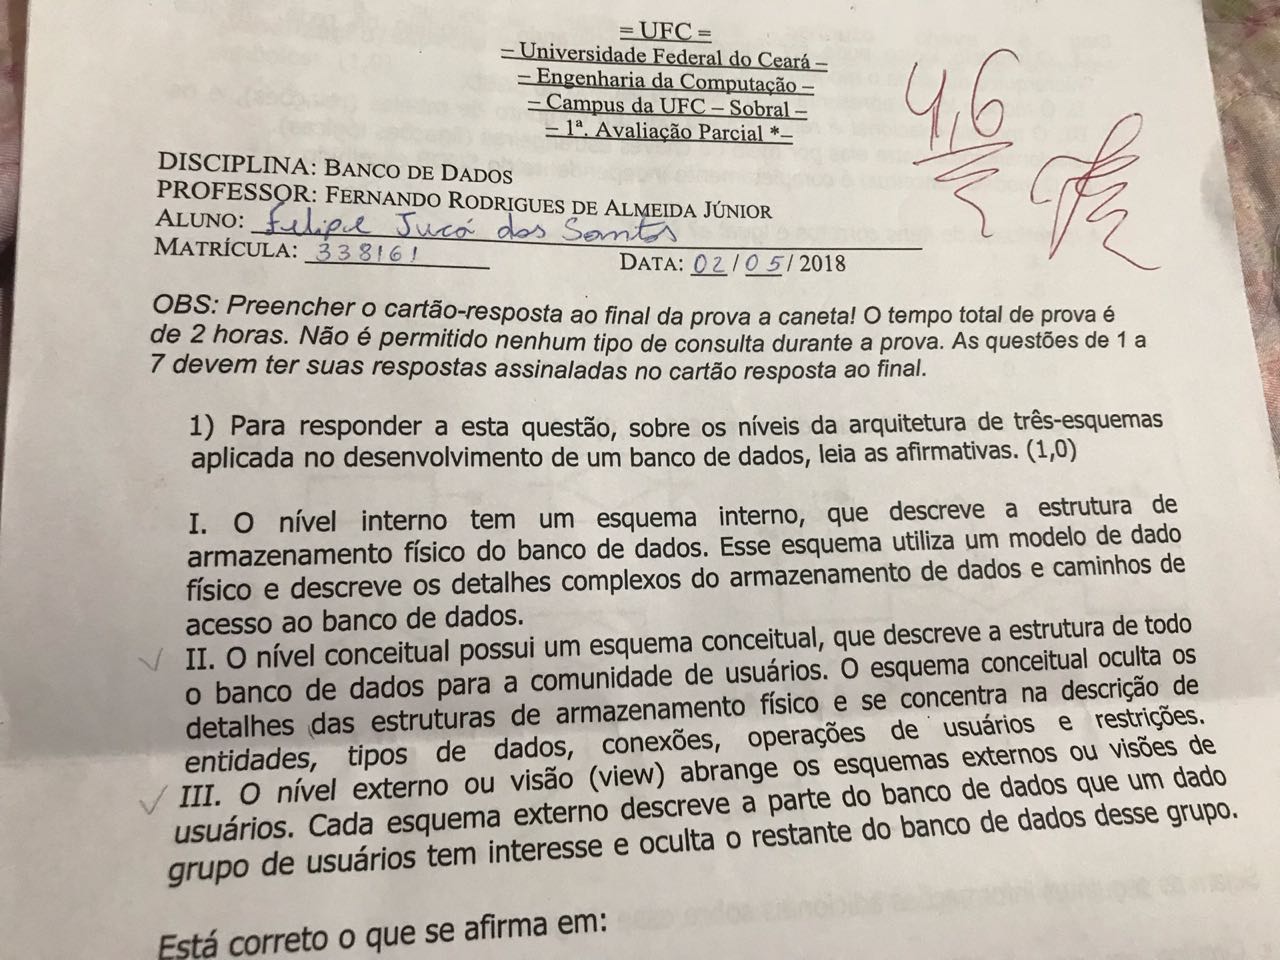 = UFC =
– Universidade Federal do Ceará –
– Engenharia da Computação –
– Campus da UFC – Sobral –
– 1ª. Avaliação Parcial *–
4,6
DISCIPLINA: BANCO DE DADOS
PROFESSOR: FERNANDO RODRIGUES DE ALMEIDA JÚNIOR
ALUNO: Felipe Jucá dos Santos
MATRÍCULA: 338161 DATA: 02/05/2018
OBS: Preencher o cartão-resposta ao final da prova a caneta! O tempo total de prova é
de 2 horas. Não é permitido nenhum tipo de consulta durante a prova. As questões de 1 a
7 devem ter suas respostas assinaladas no cartão resposta ao final.
1) Para responder a esta questão, sobre os níveis da arquitetura de três-esquemas
aplicada no desenvolvimento de um banco de dados, leia as afirmativas. (1,0)
I. O nível interno tem um esquema interno, que descreve a estrutura de
armazenamento físico do banco de dados. Esse esquema utiliza um modelo de dado
físico e descreve os detalhes complexos do armazenamento de dados e caminhos de
acesso ao banco de dados.
II. O nível conceitual possui um esquema conceitual, que descreve a estrutura de todo
o banco de dados para a comunidade de usuários. O esquema conceitual oculta os
detalhes das estruturas de armazenamento físico e se concentra na descrição de
entidades, tipos de dados, conexões, operações de usuários e restrições.
III. O nível externo ou visão (view) abrange os esquemas externos ou visões de
usuários. Cada esquema externo descreve a parte do banco de dados que um dado
grupo de usuários tem interesse e oculta o restante do banco de dados desse grupo.
Está correto o que se afirma em: